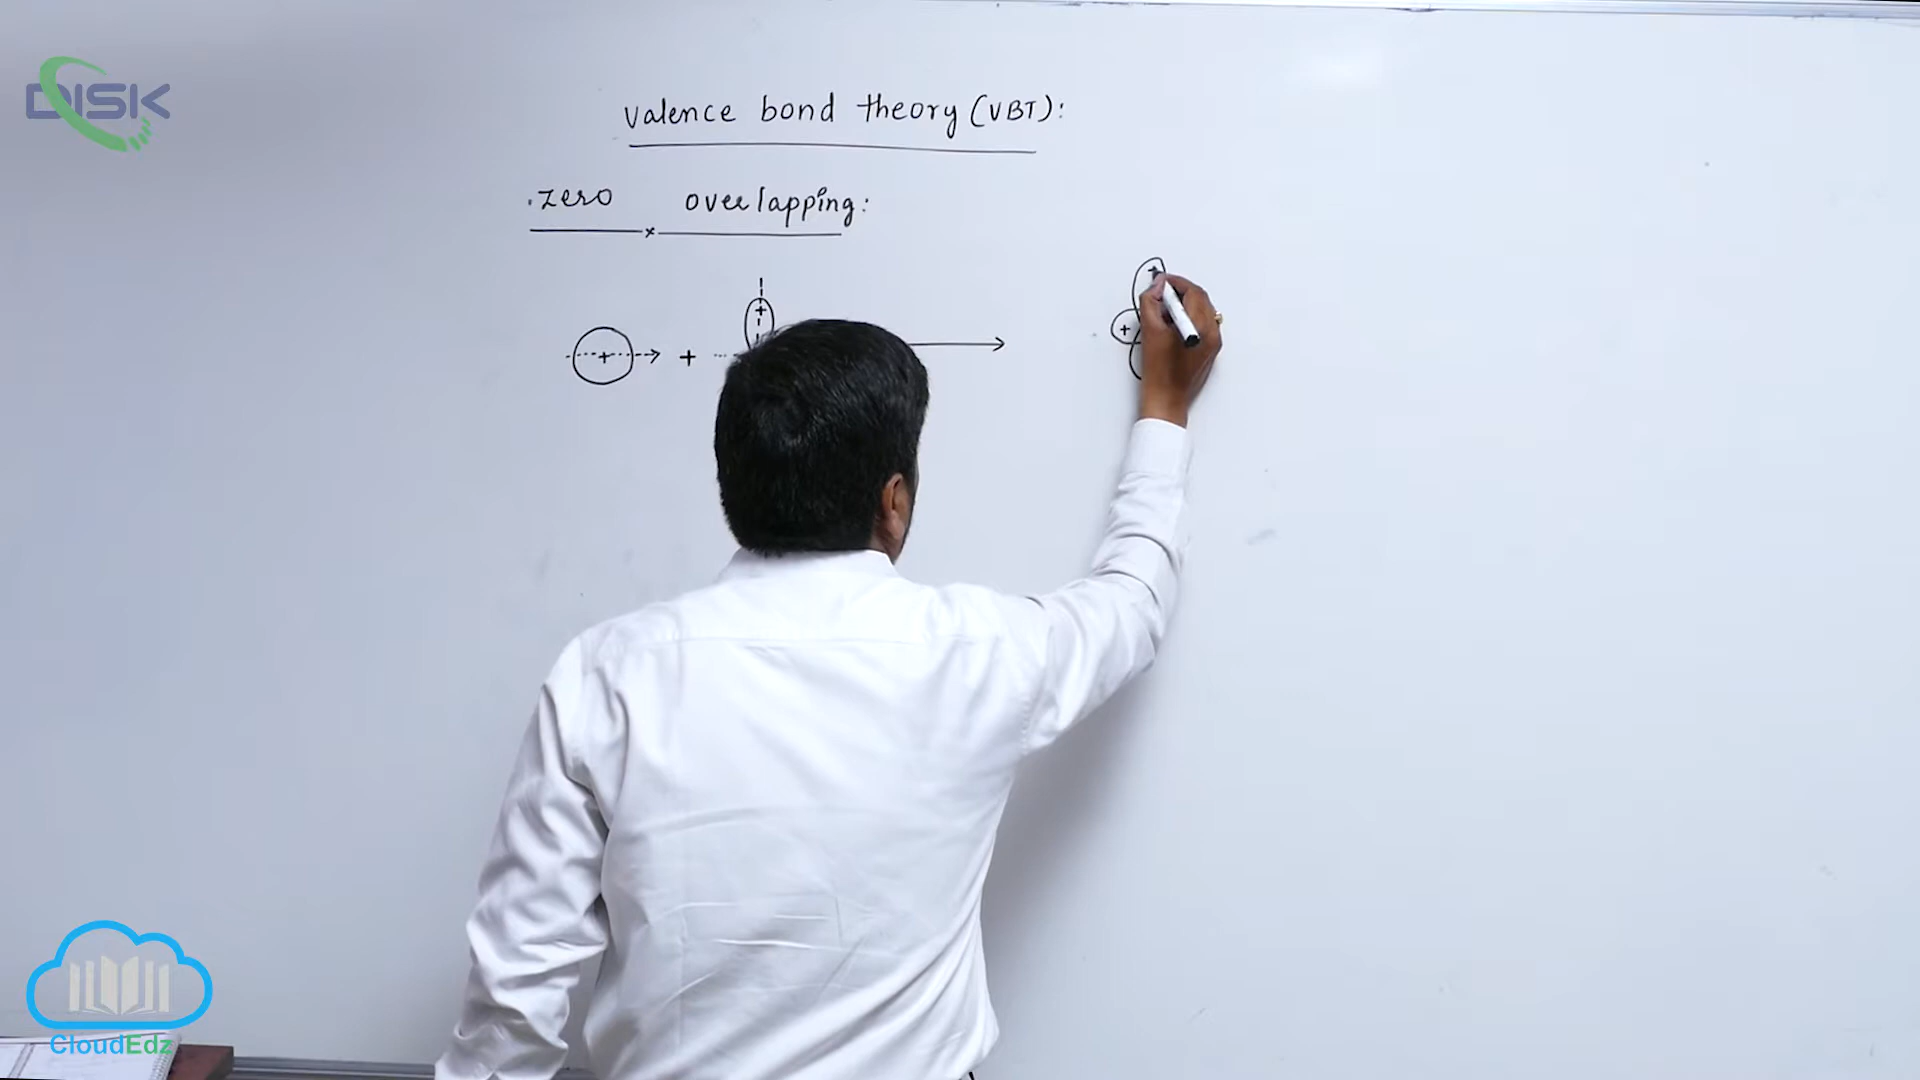 DISK
Valence bond theory (VBT):
zero overlapping:
+
+ +
+ +
CloudEdz